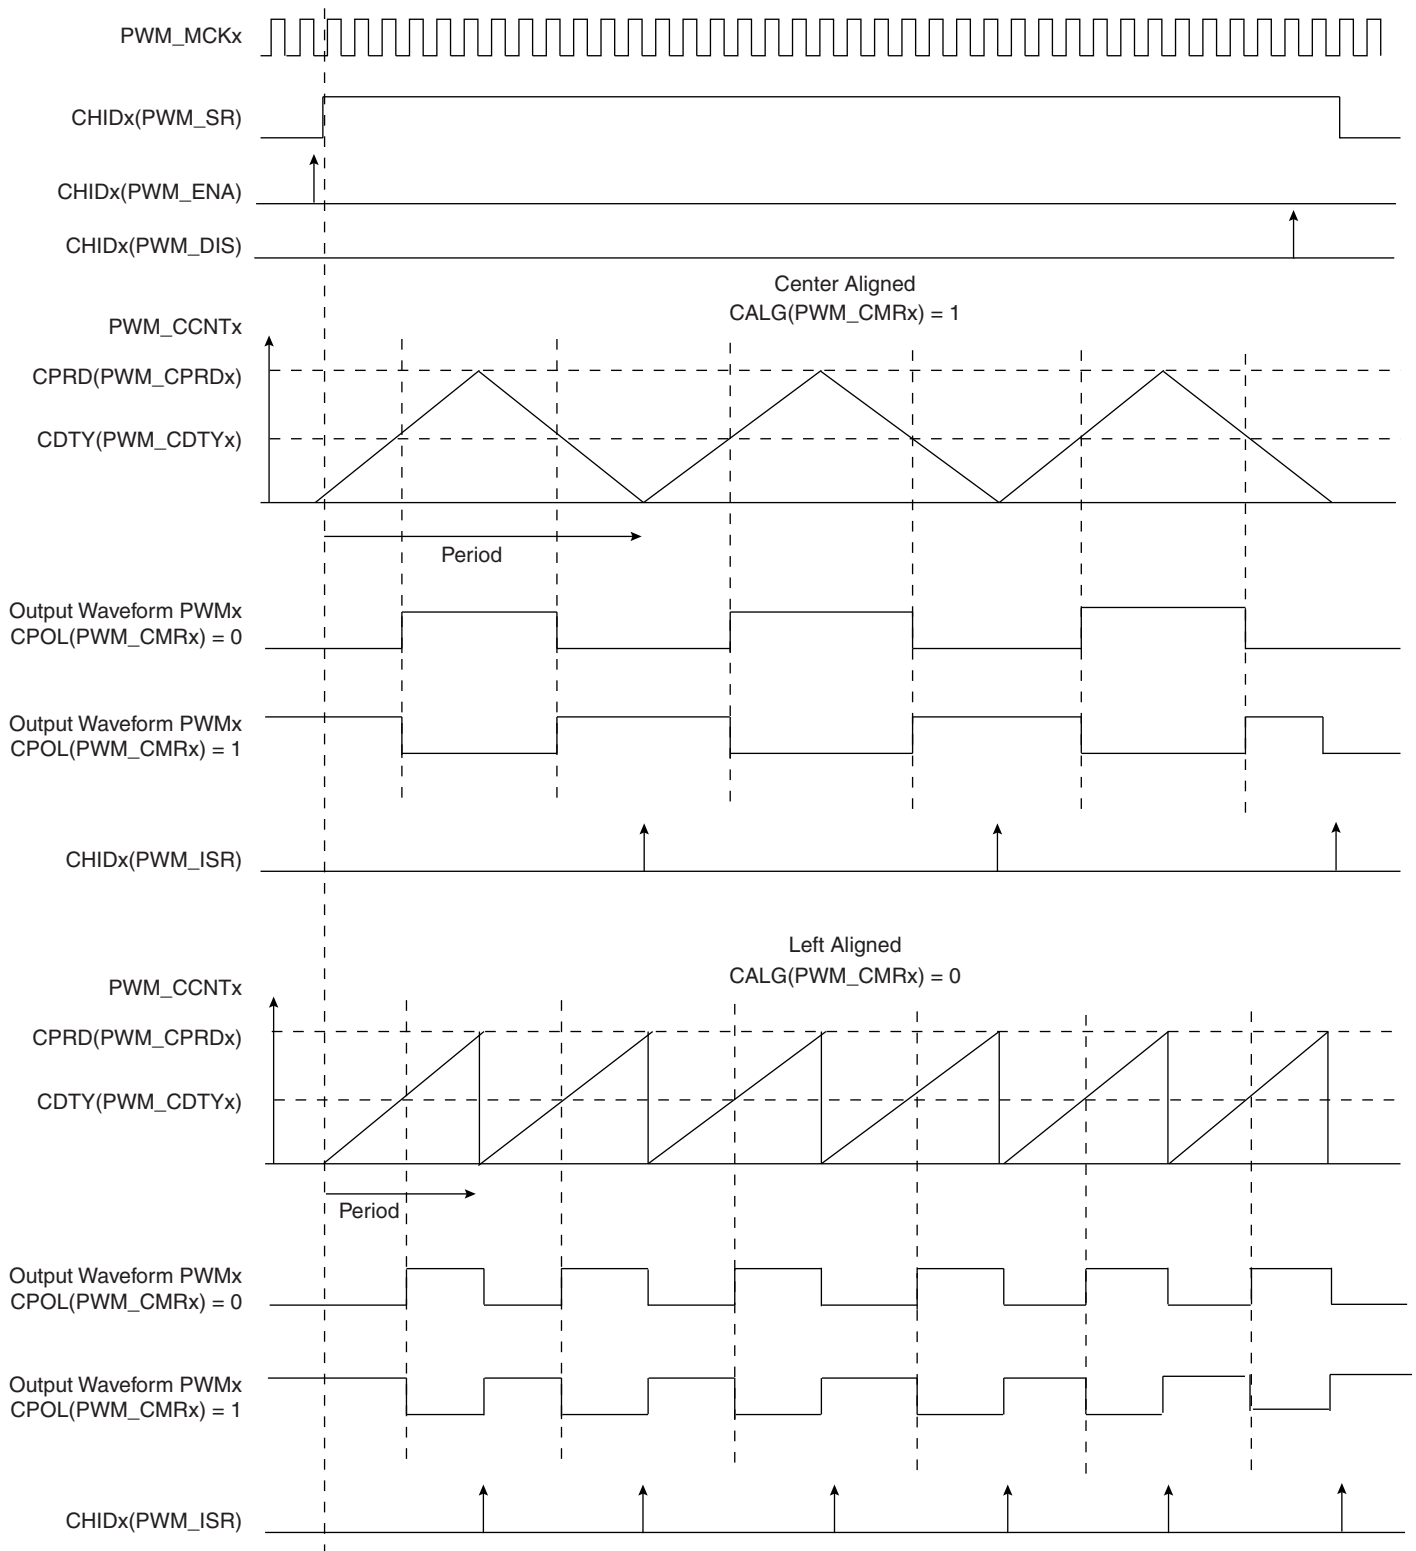 PWM_MCKx
CHIDx(PWM_SR)
CHIDx(PWM_ENA)
CHIDx(PWM_DIS)
Center Aligned
CALG(PWM_CMRx) = 1
PWM_CCNTx
CPRD(PWM_CPRDx)
CDTY(PWM_CDTYx)
Period
Output Waveform PWMx
CPOL(PWM_CMRx) = 0
Output Waveform PWMx
CPOL(PWM_CMRx) = 1
CHIDx(PWM_ISR)
Left Aligned
CALG(PWM_CMRx) = 0
PWM_CCNTx
CPRD(PWM_CPRDx)
CDTY(PWM_CDTYx)
Period
Output Waveform PWMx
CPOL(PWM_CMRx) = 0
Output Waveform PWMx
CPOL(PWM_CMRx) = 1
CHIDx(PWM_ISR)